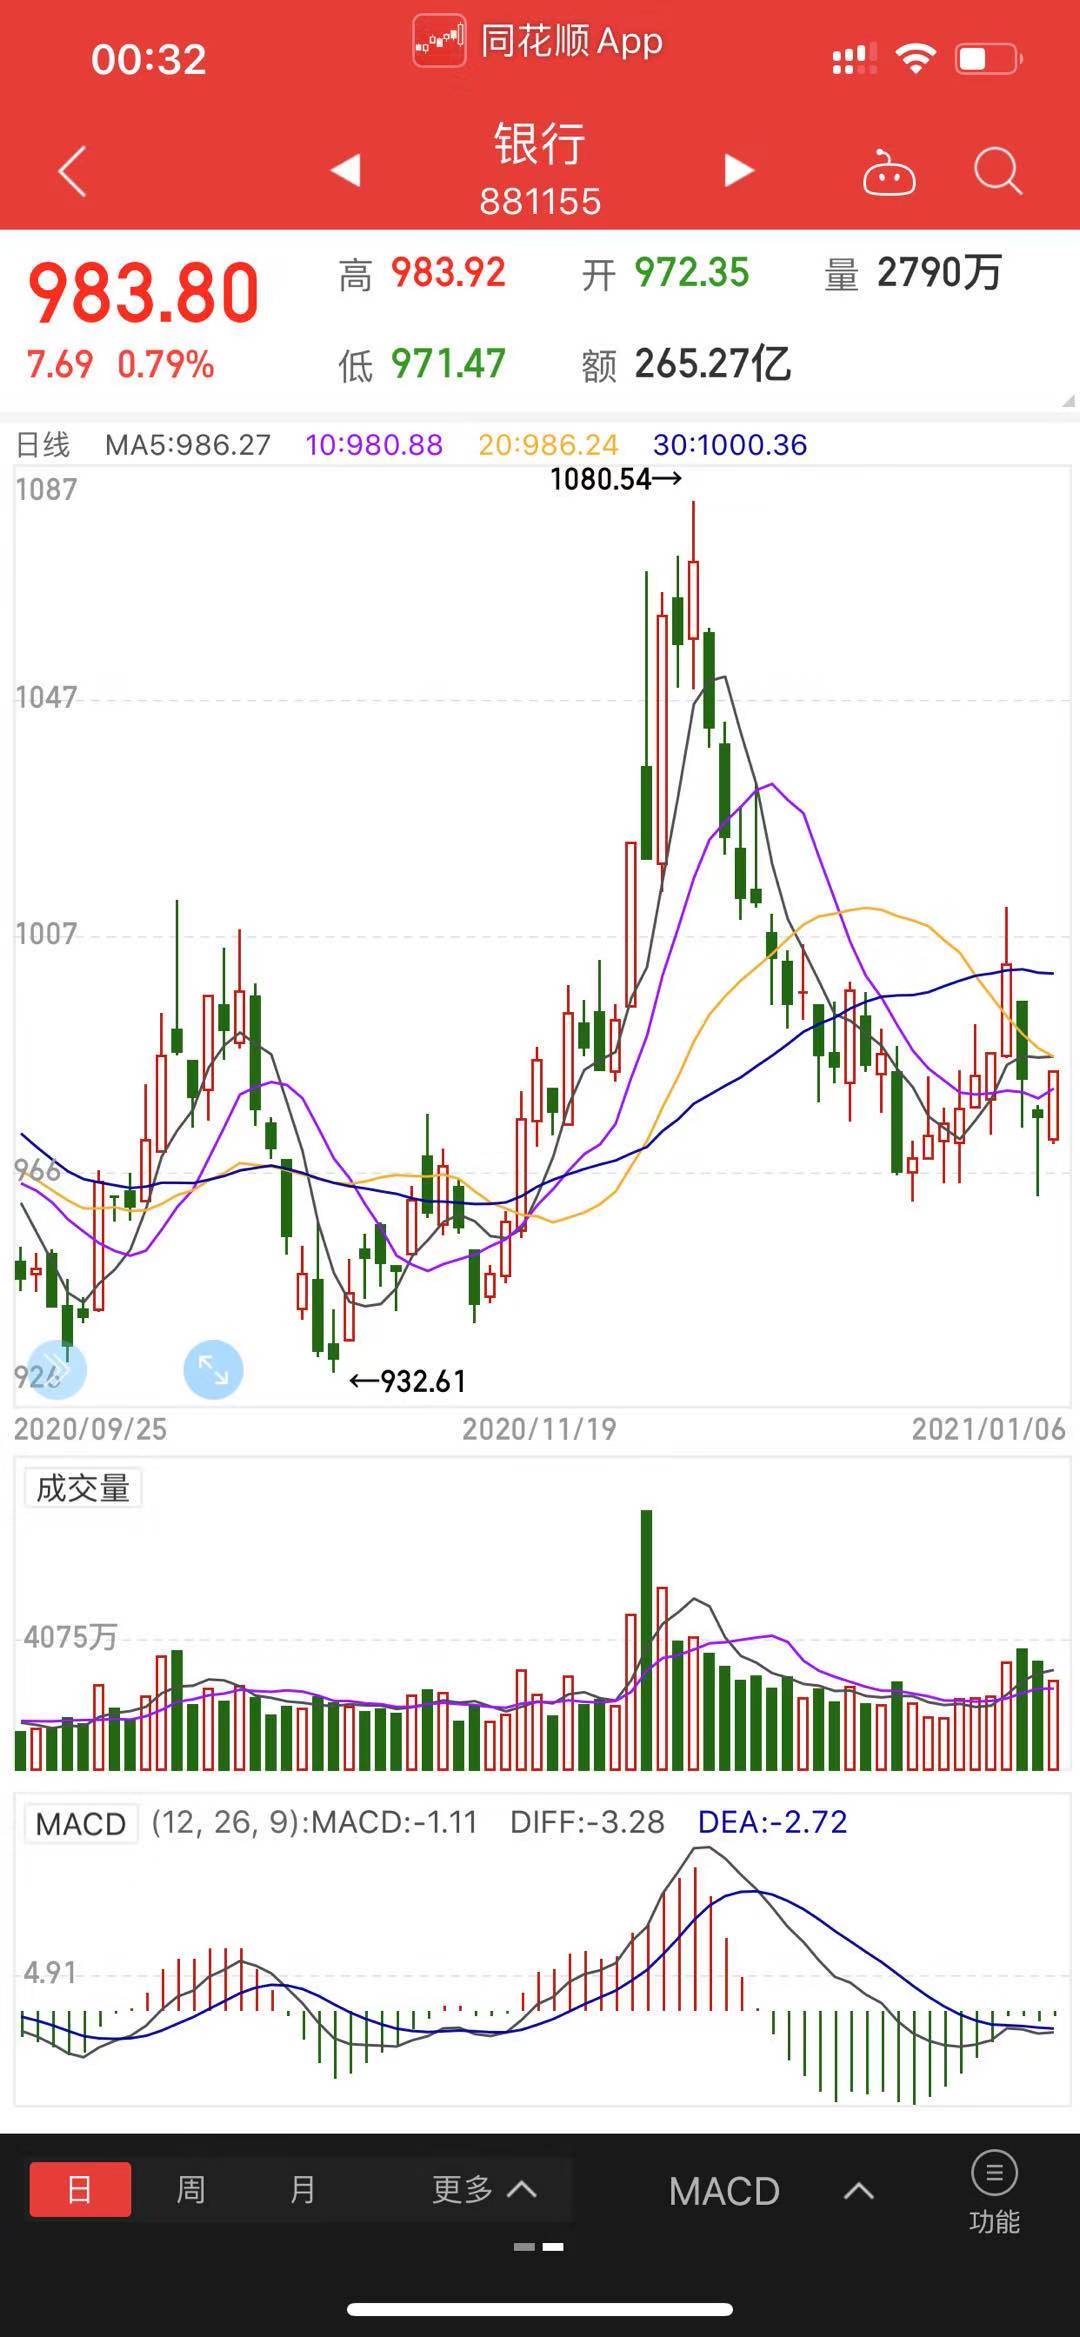 00:32
同花顺App
银行
881155
983.80
高 983.92 开 972.35 量 2790万
7.69 0.79% 低 971.47 额 265.27亿
日线 MA5:986.27 10:980.88 20:986.24 30:1000.36
1080.54→
1087
1047
1007
966
926
←932.61
2020/09/25 2020/11/19 2021/01/06
成交量
4075万
MACD (12, 26, 9):MACD:-1.11 DIFF:-3.28 DEA:-2.72
4.91
日 周 月 更多 MACD 功能